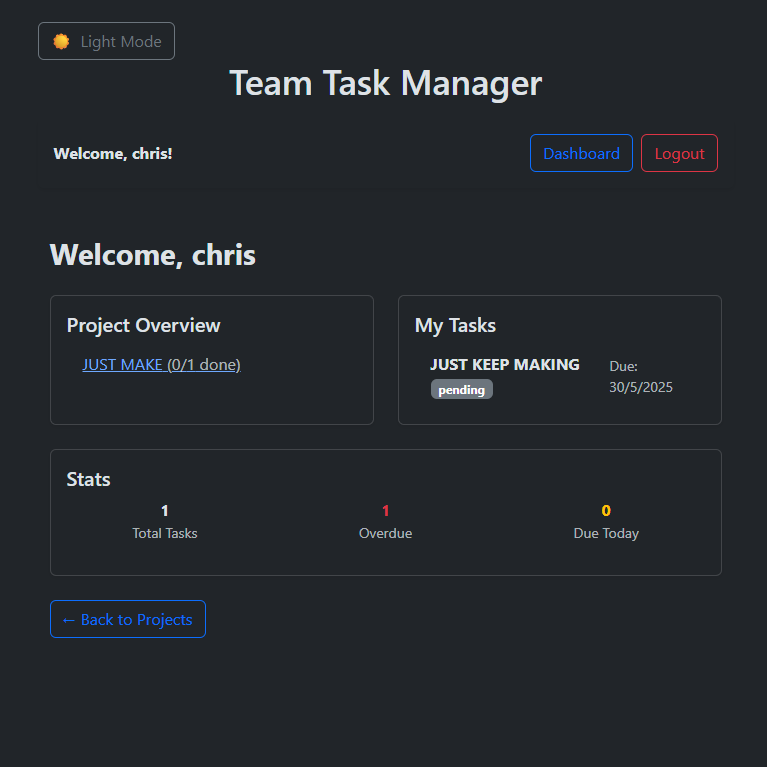 Light Mode
Team Task Manager
Welcome, chris!
Dashboard
Logout
Welcome, chris
Project Overview
JUST MAKE (0/1 done)
My Tasks
JUST KEEP MAKING
pending
Due:
30/5/2025
Stats
1
Total Tasks
1
Overdue
0
Due Today
← Back to Projects